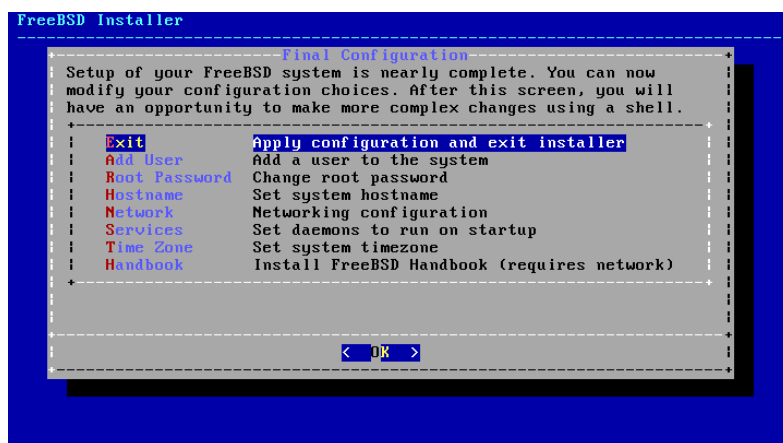 FreeBSD Installer
Final Configuration
Setup of your FreeBSD system is nearly complete. You can now
modify your configuration choices. After this screen, you will
have an opportunity to make more complex changes using a shell.
Exit Apply configuration and exit installer
Add User Add a user to the system
Root Password Change root password
Hostname Set system hostname
Network Networking configuration
Services Set daemons to run on startup
Time Zone Set system timezone
Handbook Install FreeBSD Handbook (requires network)
< OK >